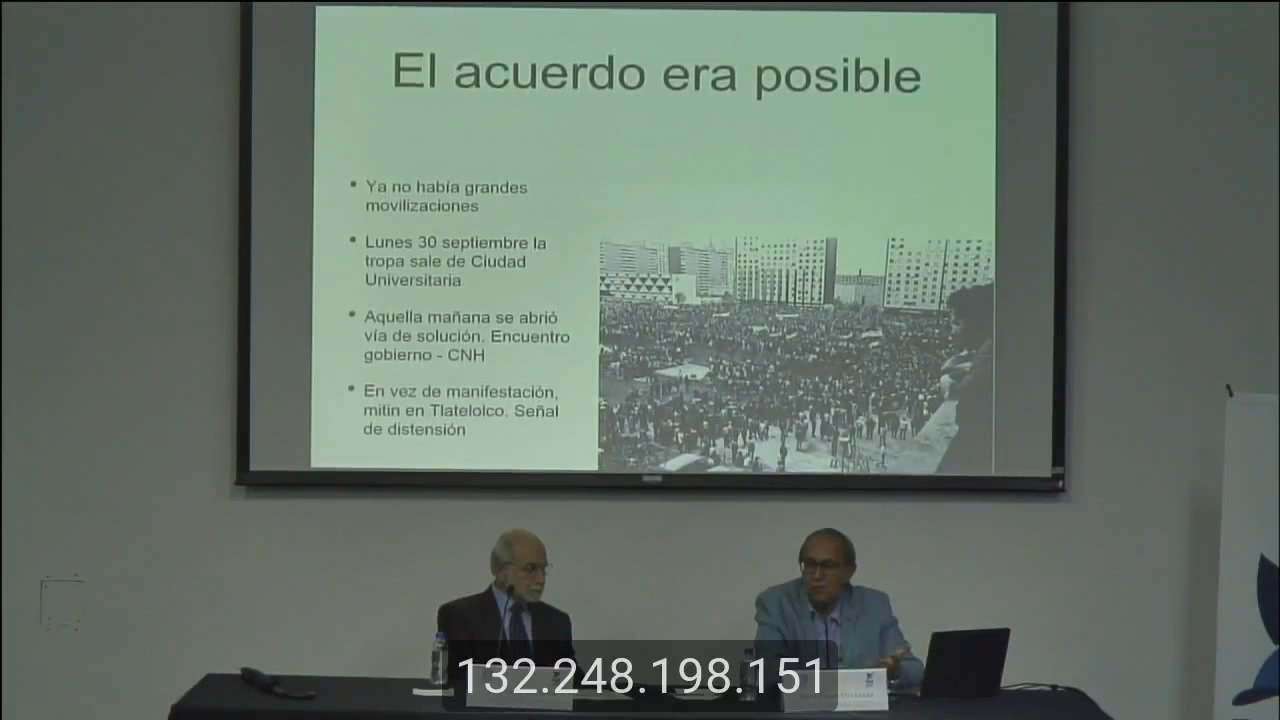 El acuerdo era posible
• Ya no había grandes
movilizaciones
• Lunes 30 septiembre la
tropa sale de Ciudad
Universitaria
• Aquella mañana se abrió
vía de solución. Encuentro
gobierno - CNH
• En vez de manifestación,
mitin en Tlatelolco. Señal
de distensión
132.248.198.151